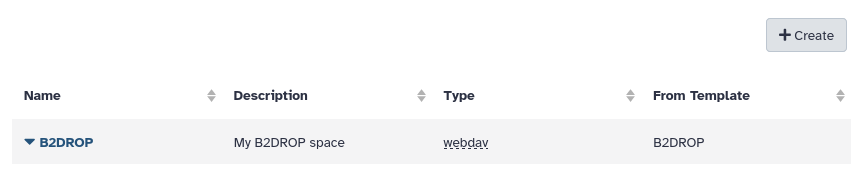 Create
Name Description Type From Template
B2DROP My B2DROP space webdav B2DROP